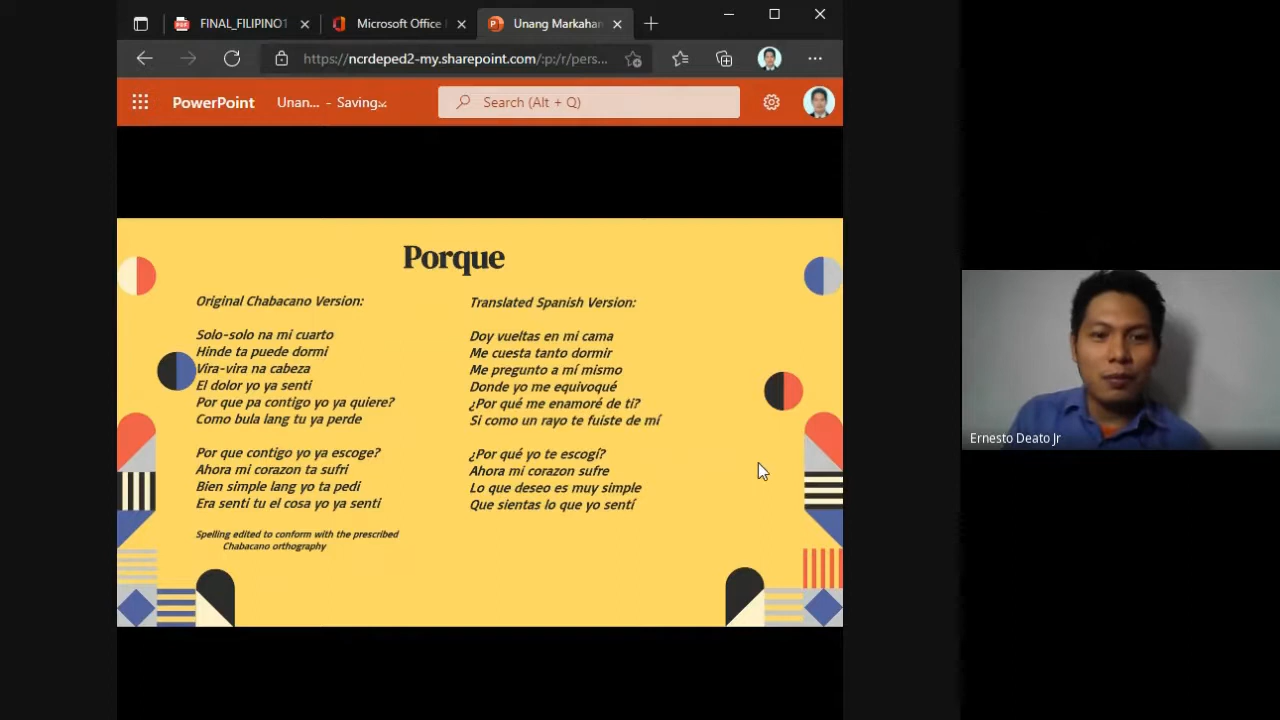 FINAL_FILIPINO1
Microsoft Office
Unang Markahan
https://ncrdeped2-my.sharepoint.com/:p:/r/pers...
PowerPoint
Unan... - Saving...
Search (Alt + Q)
Porque
Original Chabacano Version:
Solo-solo na mi cuarto
Hinde ta puede dormi
Vira-vira na cabeza
El dolor yo ya senti
Por que pa contigo yo ya quiere?
Como bula lang tu ya perde
Por que contigo yo ya escoge?
Ahora mi corazon ta sufri
Bien simple lang yo ta pedi
Era senti tu el cosa yo ya senti
Spelling edited to conform with the prescribed
Chabacano orthography
Translated Spanish Version:
Doy vueltas en mi cama
Me cuesta tanto dormir
Me pregunto a mí mismo
Donde yo me equivoqué
¿Por qué me enamoré de ti?
Si como un rayo te fuiste de mí
¿Por qué yo te escogí?
Ahora mi corazon sufre
Lo que deseo es muy simple
Que sientas lo que yo sentí
Ernesto Deato Jr